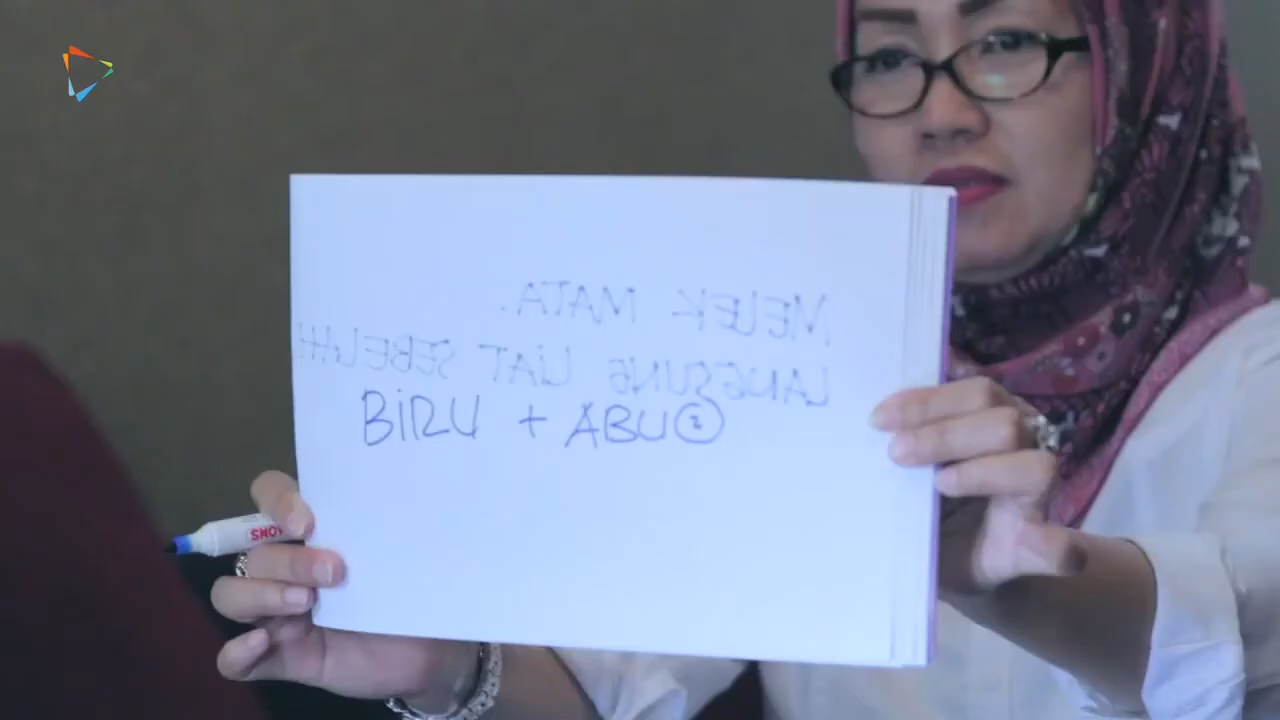 MELEK MATA.
LANGSUNG LIAT SEBELAH
BIRU + ABU²